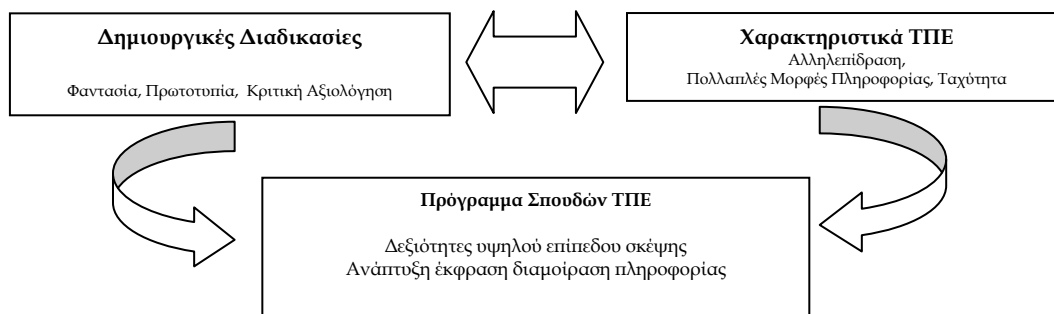 Δημιουργικές Διαδικασίες
Φαντασία, Πρωτοτυπία, Κριτική Αξιολόγηση
Χαρακτηριστικά ΤΠΕ
Αλληλεπίδραση,
Πολλαπλές Μορφές Πληροφορίας, Ταχύτητα
Πρόγραμμα Σπουδών ΤΠΕ
Δεξιότητες υψηλού επίπεδου σκέψης
Ανάπτυξη έκφραση διαμοίραση πληροφορίας